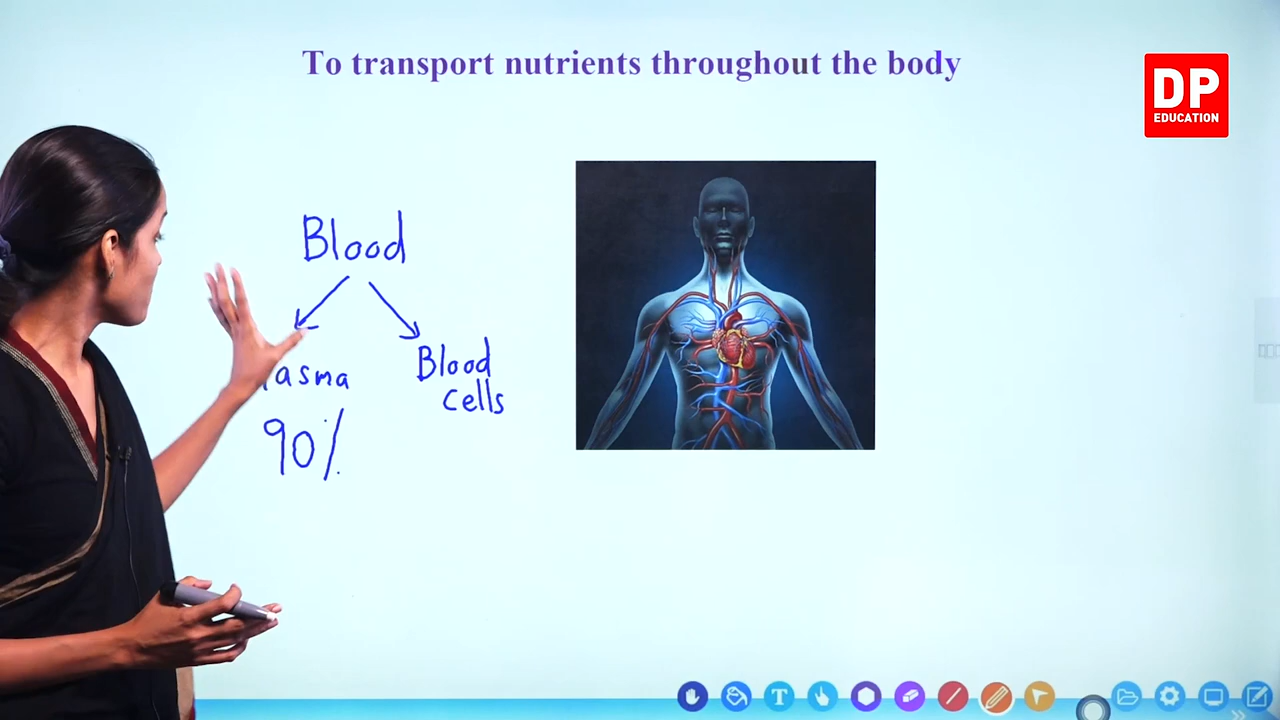 To transport nutrients throughout the body
DP
EDUCATION
Blood
lasma
Blood
cells
90%